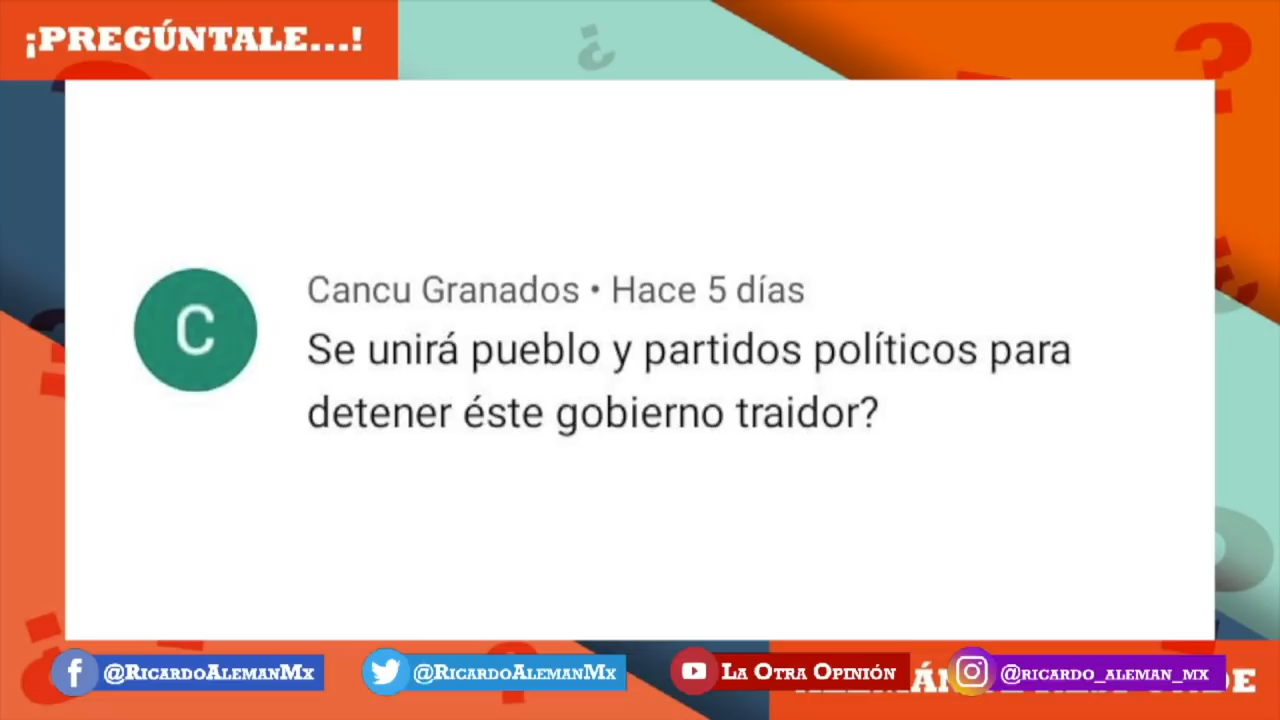 ¡PREGÚNTALE...!
C
Cancu Granados • Hace 5 días
Se unirá pueblo y partidos políticos para
detener éste gobierno traidor?
@RicardoAlemanMx
@RicardoAlemanMx
La Otra Opinión
@ricardo_aleman_mx